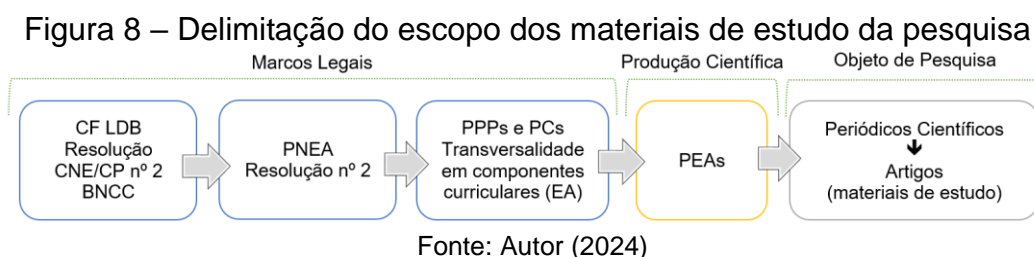 Figura 8 – Delimitação do escopo dos materiais de estudo da pesquisa
Marcos Legais
Produção Científica
Objeto de Pesquisa
CF LDB
Resolução
CNE/CP nº 2
BNCC
PNEA
Resolução nº 2
PPPs e PCs
Transversalidade
em componentes
curriculares (EA)
PEAs
Periódicos Científicos
Artigos
(materiais de estudo)
Fonte: Autor (2024)